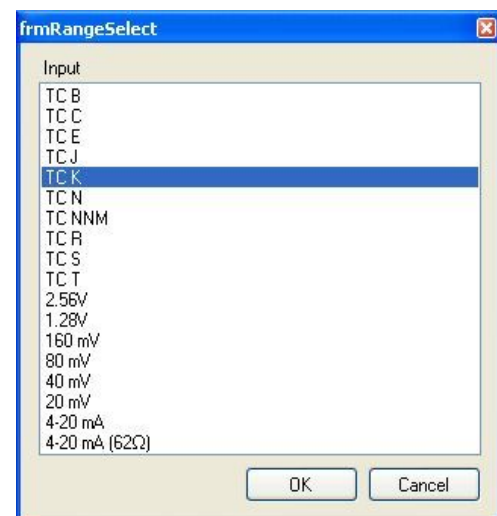 frmRangeSelect
Input
TC B
TC C
TC E
TC J
TC K
TC N
TC NNM
TC R
TC S
TC T
2.56V
1.28V
160 mV
80 mV
40 mV
20 mV
4-20 mA
4-20 mA (62Ω)
OK Cancel